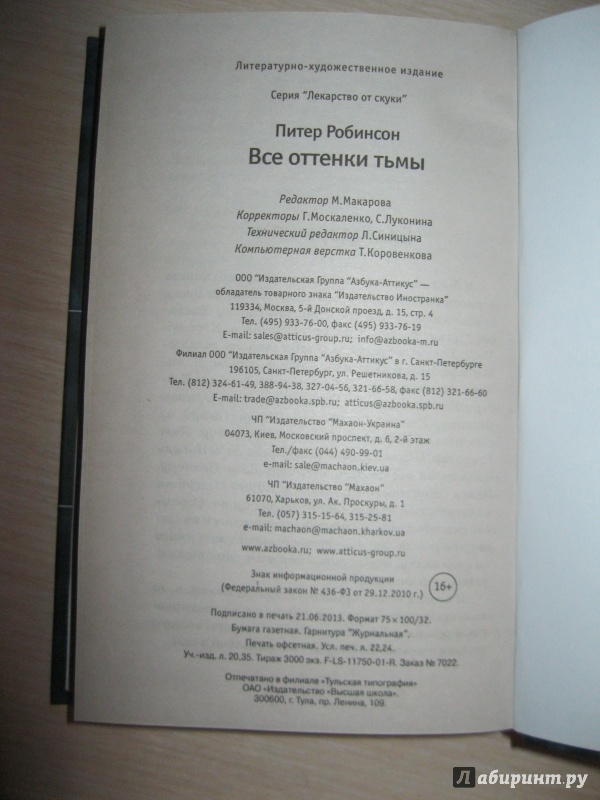 Литературно-художественное издание
Серия "Лекарство от скуки"
Питер Робинсон
Все оттенки тьмы
Редактор М.Макарова
Корректоры Г.Москаленко, С.Луконина
Технический редактор Л.Синицына
Компьютерная верстка Т.Коровенкова
ООО "Издательская Группа "Азбука-Аттикус" —
обладатель товарного знака "Издательство Иностранка"
119334, Москва, 5-й Донской проезд, д. 15, стр. 4
Тел. (495) 933-76-00, факс (495) 933-76-19
E-mail: sales@atticus-group.ru; info@azbooka-m.ru
Филиал ООО "Издательская Группа "Азбука-Аттикус" в г. Санкт-Петербурге
196105, Санкт-Петербург, ул. Решетникова, д. 15
Тел. (812) 324-61-49, 388-94-38, 327-04-56, 321-66-58, факс (812) 321-66-60
E-mail: trade@azbooka.spb.ru; atticus@azbooka.spb.ru
ЧП "Издательство "Махаон-Украина"
04073, Киев, Московский проспект, д. 6, 2-й этаж
Тел./факс (044) 490-99-01
e-mail: sale@machaon.kiev.ua
ЧП "Издательство "Махаон"
61070, Харьков, ул. Ак. Проскуры, д. 1
Тел. (057) 315-15-64, 315-25-81
e-mail: machaon@machaon.kharkov.ua
www.azbooka.ru; www.atticus-group.ru
Знак информационной продукции
(Федеральный закон № 436-ФЗ от 29.12.2010 г.)
16+
Подписано в печать 21.06.2013. Формат 75 × 100/32.
Бумага газетная. Гарнитура "Журнальная".
Печать офсетная. Усл. печ. л. 22,24.
Уч.-изд. л. 20,35. Тираж 3000 экз. F-LS-11750-01-R. Заказ № 7022.
Отпечатано в филиале «Тульская типография»
ОАО «Издательство «Высшая школа».
300600, г. Тула, пр. Ленина, 109.
Лабиринт.ру